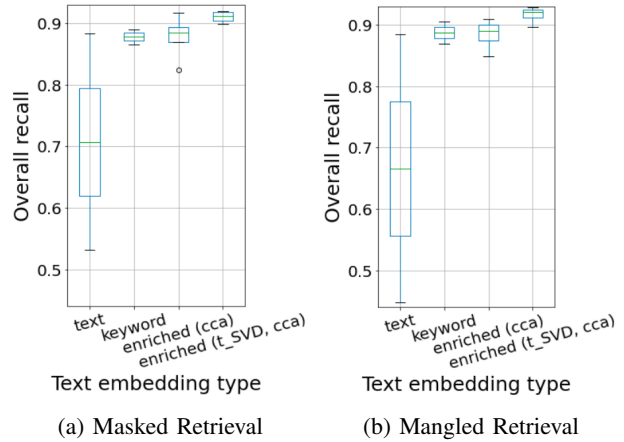 0.9
0.8
0.7
0.6
0.5
Overall recall
text
keyword
enriched (cca)
enriched (t_SVD, cca)
Text embedding type
(a) Masked Retrieval
0.9
0.8
0.7
0.6
0.5
Overall recall
text
keyword
enriched (cca)
enriched (t_SVD, cca)
Text embedding type
(b) Mangled Retrieval